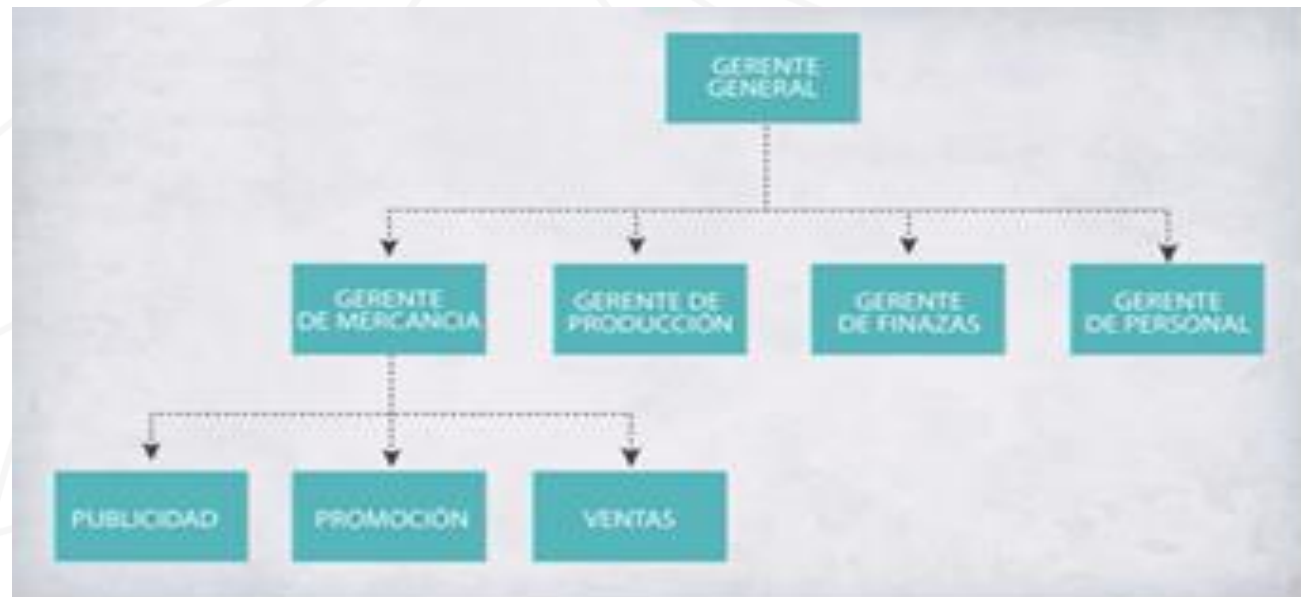 GERENTE
GENERAL
GERENTE
DE MERCANCIA
GERENTE DE
PRODUCCIÓN
GERENTE
DE FINAZAS
GERENTE
DE PERSONAL
PUBLICIDAD
PROMOCIÓN
VENTAS